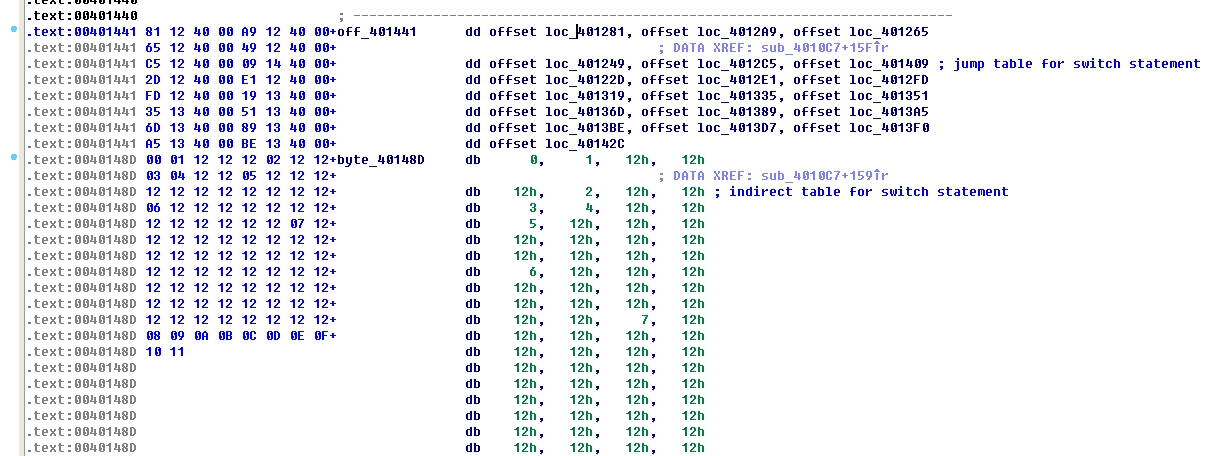 .text:00401440
.text:00401440 ; ---------------------------------------------------------------------------
.text:00401441 81 12 40 00 A9 12 40 00+off_401441 dd offset loc_401281, offset loc_4012A9, offset loc_401265
.text:00401441 65 12 40 00 49 12 40 00+ ; DATA XREF: sub_4010C7+15FÎr
.text:00401441 C5 12 40 00 09 14 40 00+ dd offset loc_401249, offset loc_4012C5, offset loc_401409 ; jump table for switch statement
.text:00401441 2D 12 40 00 E1 12 40 00+ dd offset loc_40122D, offset loc_4012E1, offset loc_4012FD
.text:00401441 FD 12 40 00 19 13 40 00+ dd offset loc_401319, offset loc_401335, offset loc_401351
.text:00401441 35 13 40 00 51 13 40 00+ dd offset loc_40136D, offset loc_401389, offset loc_4013A5
.text:00401441 6D 13 40 00 89 13 40 00+ dd offset loc_4013BE, offset loc_4013D7, offset loc_4013F0
.text:00401441 A5 13 40 00 BE 13 40 00+ dd offset loc_40142C
.text:0040148D 00 01 12 12 12 02 12 12+byte_40148D db 0, 1, 12h, 12h
.text:0040148D 03 04 12 12 05 12 12 12+ ; DATA XREF: sub_4010C7+159Îr
.text:0040148D 12 12 12 12 12 12 12 12+ db 12h, 2, 12h, 12h ; indirect table for switch statement
.text:0040148D 06 12 12 12 12 12 12 12+ db 3, 4, 12h, 12h
.text:0040148D 12 12 12 12 12 12 07 12+ db 5, 12h, 12h, 12h
.text:0040148D 12 12 12 12 12 12 12 12+ db 12h, 12h, 12h, 12h
.text:0040148D 12 12 12 12 12 12 12 12+ db 12h, 12h, 12h, 12h
.text:0040148D 12 12 12 12 12 12 12 12+ db 6, 12h, 12h, 12h
.text:0040148D 12 12 12 12 12 12 12 12+ db 12h, 12h, 12h, 12h
.text:0040148D 12 12 12 12 12 12 12 12+ db 12h, 12h, 12h, 12h
.text:0040148D 12 12 12 12 12 12 12 12+ db 12h, 12h, 7, 12h
.text:0040148D 08 09 0A 0B 0C 0D 0E 0F+ db 12h, 12h, 12h, 12h
.text:0040148D 10 11 db 12h, 12h, 12h, 12h
.text:0040148D db 12h, 12h, 12h, 12h
.text:0040148D db 12h, 12h, 12h, 12h
.text:0040148D db 12h, 12h, 12h, 12h
.text:0040148D db 12h, 12h, 12h, 12h
.text:0040148D db 12h, 12h, 12h, 12h
.text:0040148D db 12h, 12h, 12h, 12h